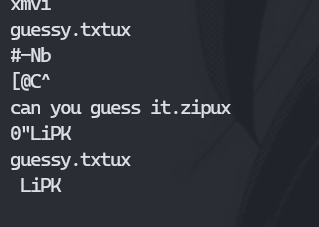 xmvi
guessy.txtux
#-Nb
[@C^
can you guess it.zipux
0"LiPK
guessy.txtux
LiPK